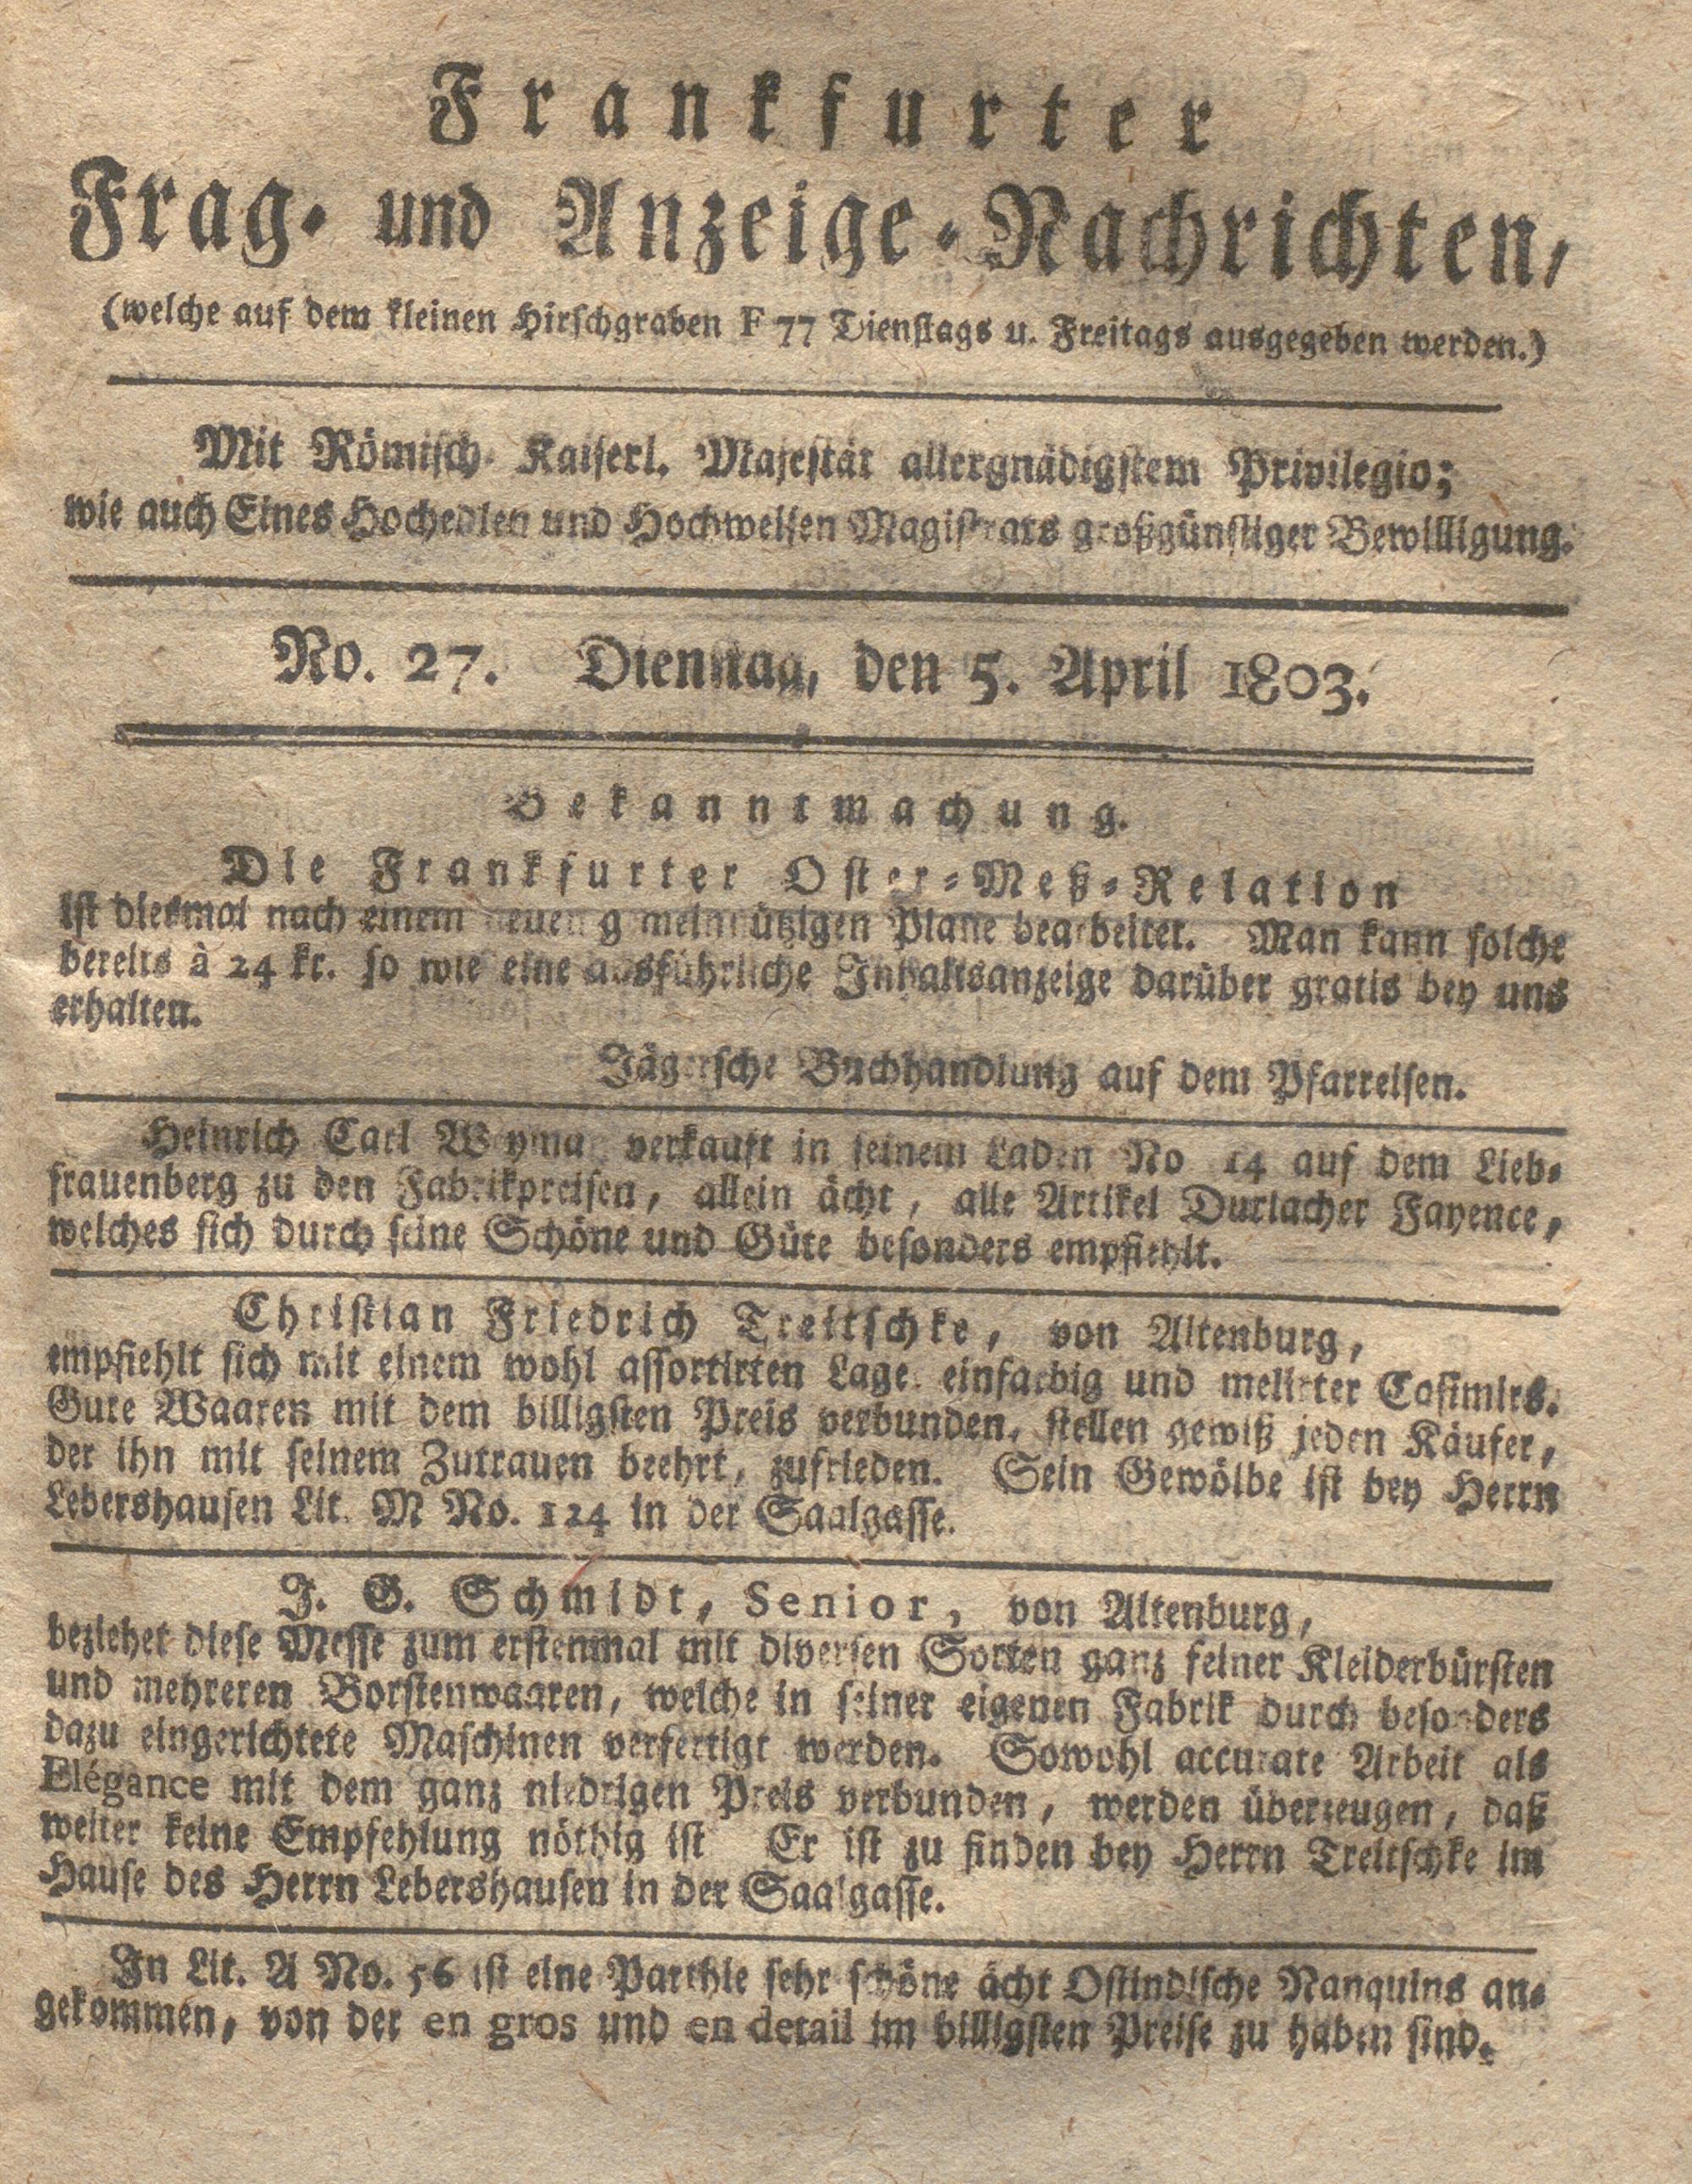 Frankfurter
Frag- und Anzeige-Nachrichten,
(welche auf dem kleinen Hirschgraben F 77 Dienstags u. Freitags ausgegeben werden.)
Mit Römisch. Kaiserl. Majestät allergnädigstem Privilegio;
wie auch Eines Hochedlen und Hochweisen Magistrats großgünstiger Bewilligung.
No. 27. Dienstag, den 5. April 1803.
Bekanntmachung.
Die Frankfurter Oster-Meß-Relation
ist diesmal nach einem neuen gemeinnützigen Plane bearbeitet. Man kann solche
bereits à 24 kr. so wie eine ausführliche Inhaltsanzeige darüber gratis bey uns
erhalten.
Jägersche Buchhandlung auf dem Pfarreisen.
Heinrich Carl verkauft in seinem Laden No 14 auf dem Lieb-
frauenberg zu den Fabrikpreisen, allein ächt, alle Artikel Durlacher Fayence,
welches sich durch seine Schöne und Güte besonders empfiehlt.
Christian Friedrich Treitschke, von Altenburg,
empfiehlt sich mit einem wohl assortirten Lager einfarbig und melirter Casimirs.
Gute Waaren mit dem billigsten Preis verbunden, stellen gewiß jeden Käufer,
der ihn mit seinem Zutrauen beehrt, zufrieden. Sein Gewölbe ist bey Herrn
Lebershausen Lit. M No. 124 in der Saalgasse.
J. G. Schmidt, Senior, von Altenburg,
beziehet diese Messe zum erstenmal mit diversen Sorten ganz feiner Kleiderbürsten
und mehreren Borstenwaaren, welche in seiner eigenen Fabrik durch besonders
dazu eingerichtete Maschinen verfertigt werden. Sowohl accurate Arbeit als
Elégance mit dem ganz niedrigen Preis verbunden, werden überzeugen, daß
weiter keine Empfehlung nöthig ist Er ist zu finden bey Herrn Treitschke im
Hause des Herrn Lebershausen in der Saalgasse.
In Lit. A No. 56 ist eine Parthie sehr schöne ächt Ostindische Nanquins an-
gekommen, von der en gros und en detail im billigsten Preise zu haben sind.